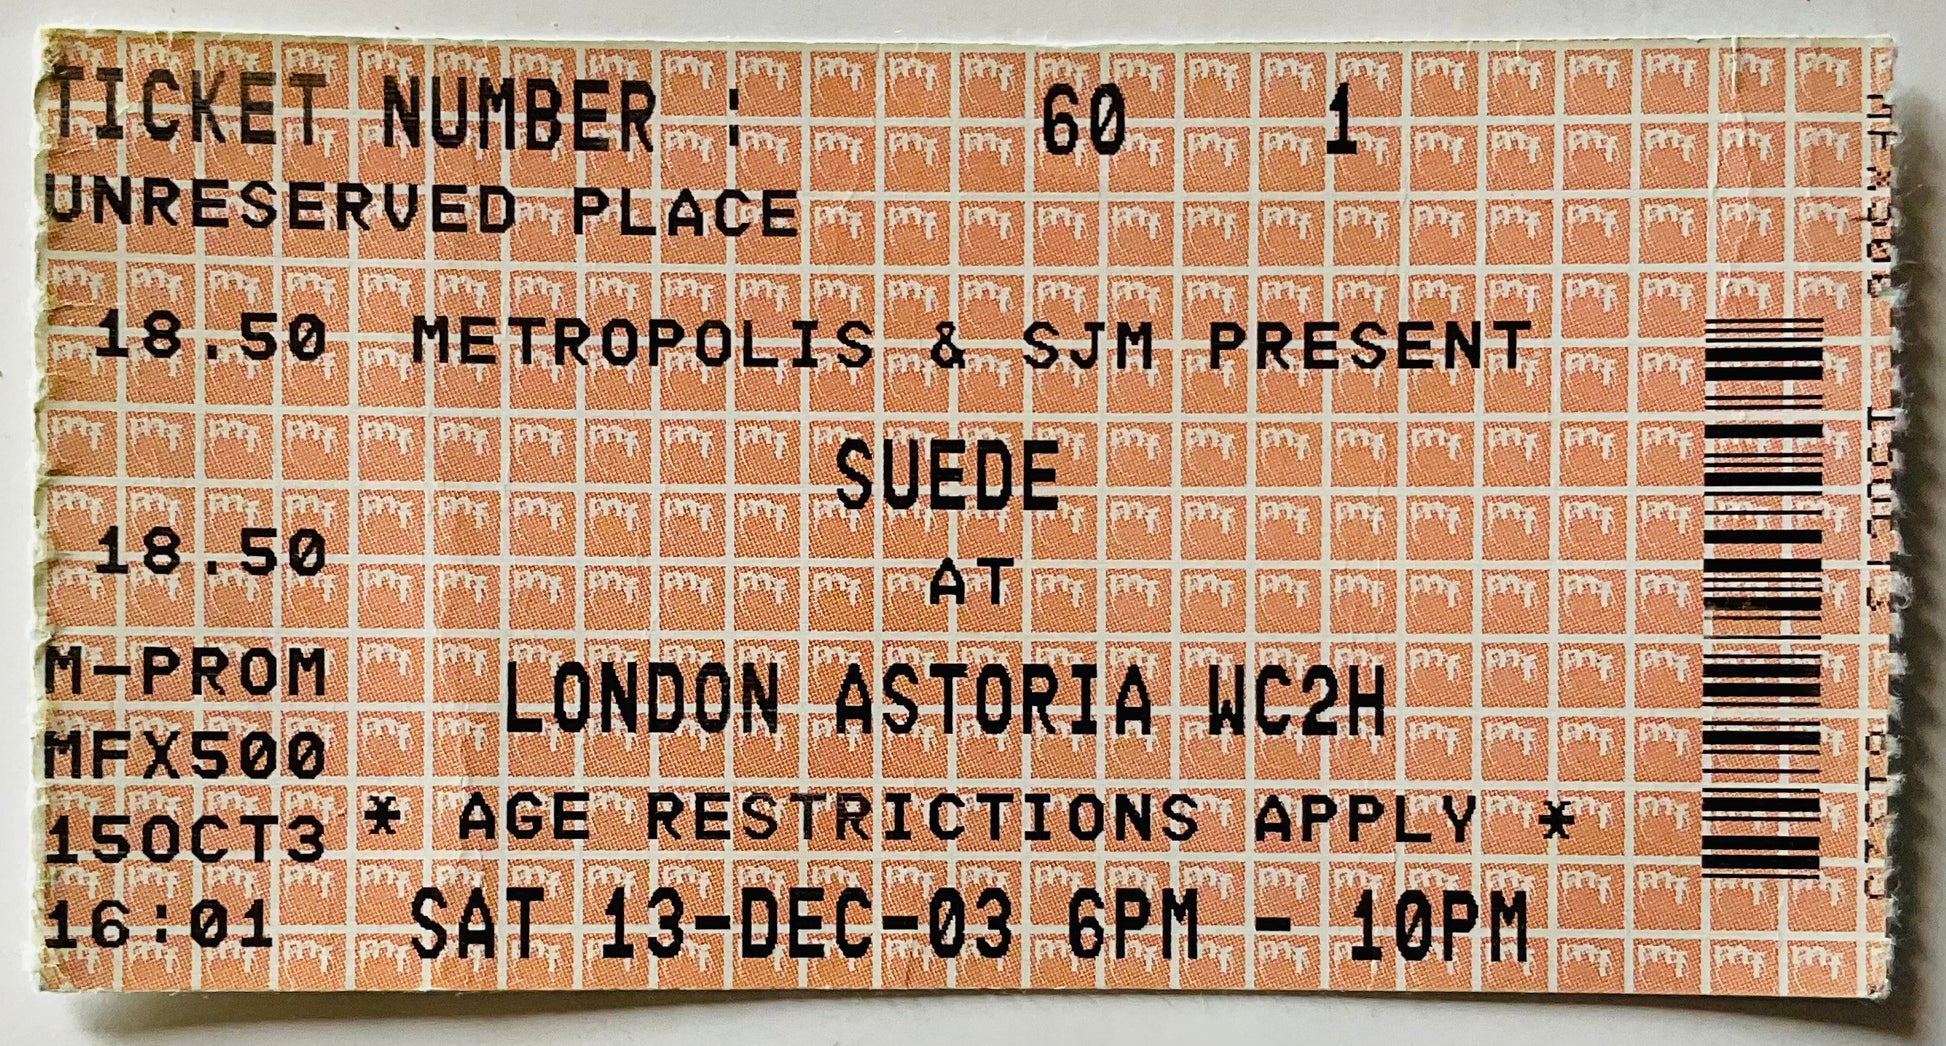 TICKET NUMBER : 60 1
UNRESERVED PLACE
18.50 METROPOLIS & SJM PRESENT
SUEDE
18.50
AT
M-PROM
LONDON ASTORIA WC2H
MFX500
15OCT3 * AGE RESTRICTIONS APPLY *
16:01 SAT 13-DEC-03 6PM - 10PM